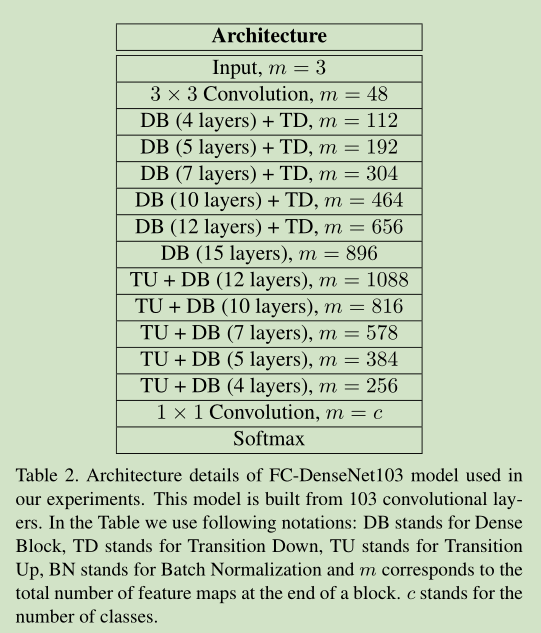 Architecture
Input, m = 3
3 × 3 Convolution, m = 48
DB (4 layers) + TD, m = 112
DB (5 layers) + TD, m = 192
DB (7 layers) + TD, m = 304
DB (10 layers) + TD, m = 464
DB (12 layers) + TD, m = 656
DB (15 layers), m = 896
TU + DB (12 layers), m = 1088
TU + DB (10 layers), m = 816
TU + DB (7 layers), m = 578
TU + DB (5 layers), m = 384
TU + DB (4 layers), m = 256
1 × 1 Convolution, m = c
Softmax
Table 2. Architecture details of FC-DenseNet103 model used in
our experiments. This model is built from 103 convolutional lay-
ers. In the Table we use following notations: DB stands for Dense
Block, TD stands for Transition Down, TU stands for Transition
Up, BN stands for Batch Normalization and m corresponds to the
total number of feature maps at the end of a block. c stands for the
number of classes.